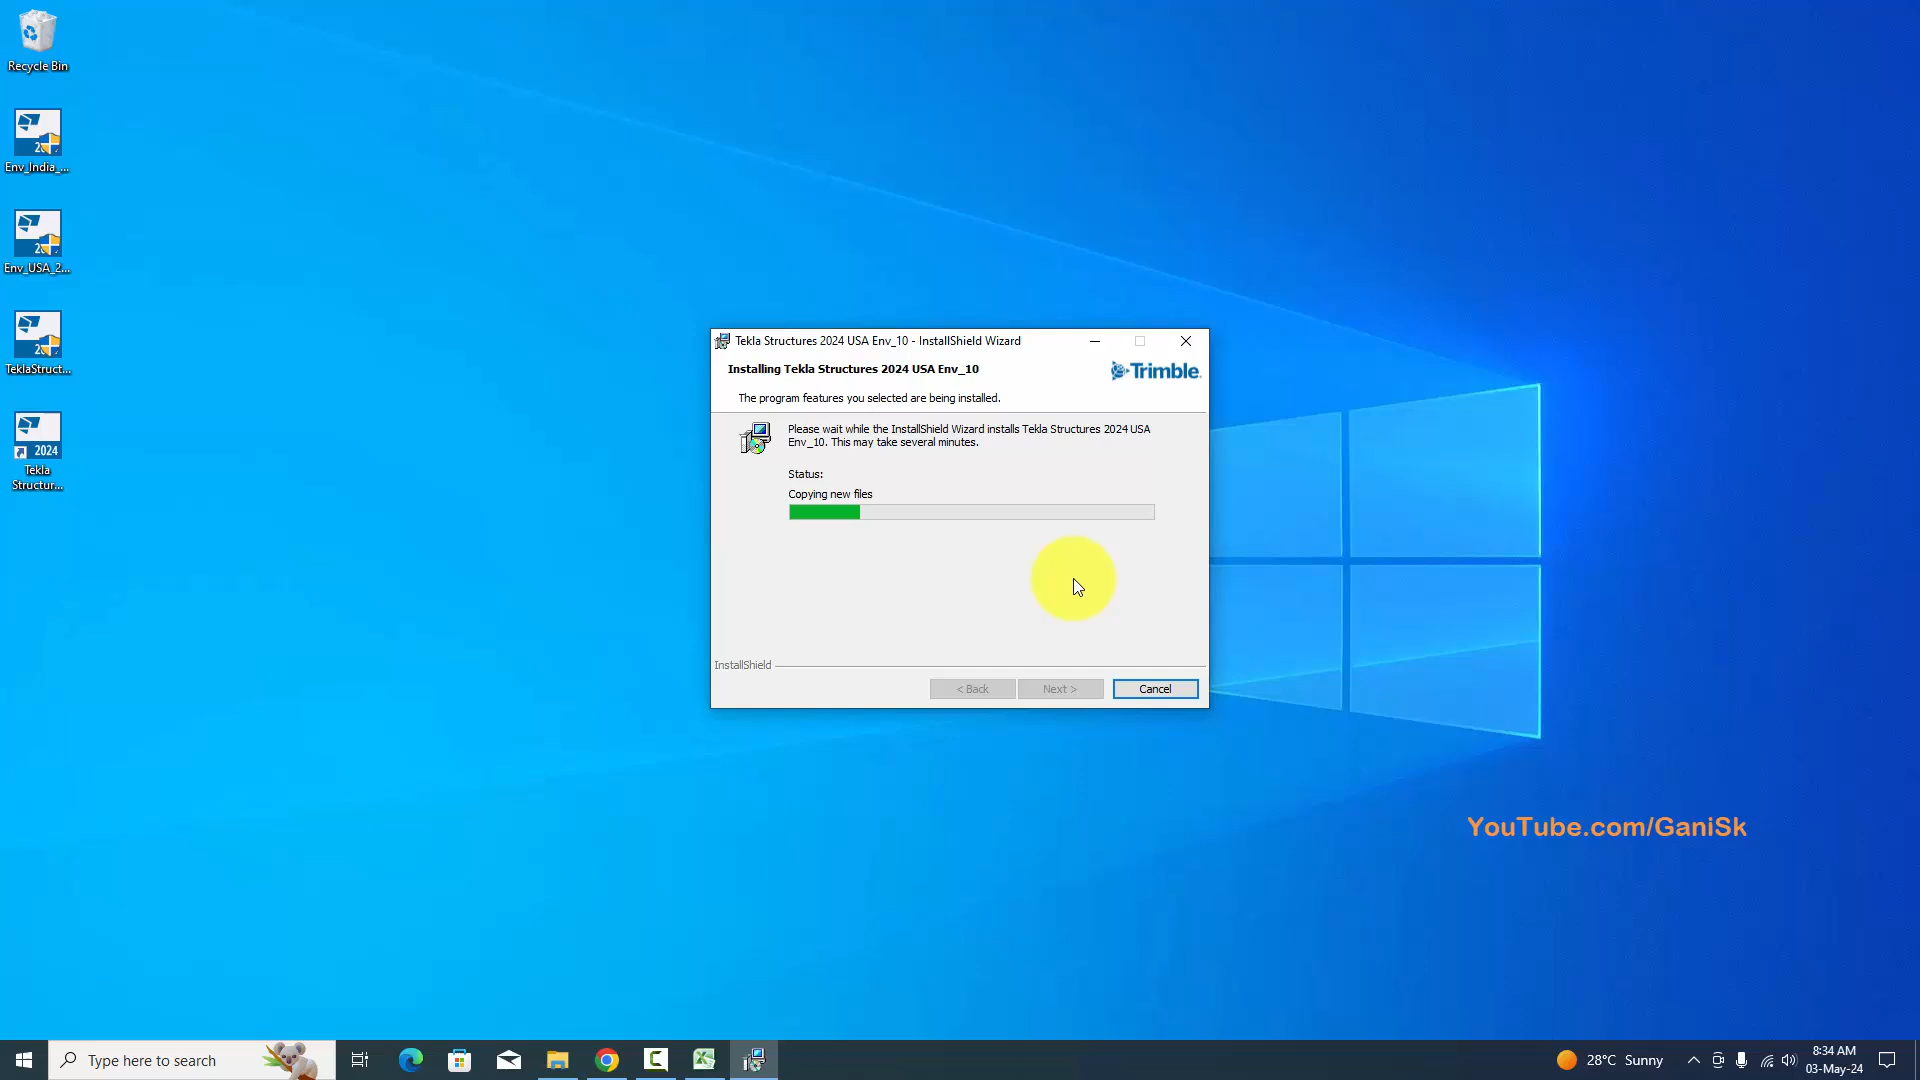 Recycle Bin
Env_India_...
Env_USA_2...
TeklaStruct...
2024
Tekla
Structur...
Tekla Structures 2024 USA Env_10 - InstallShield Wizard
Installing Tekla Structures 2024 USA Env_10
Trimble.
The program features you selected are being installed.
Please wait while the InstallShield Wizard installs Tekla Structures 2024 USA
Env_10. This may take several minutes.
Status:
Copying new files
InstallShield
< Back
Next >
Cancel
YouTube.com/GaniSk
Type here to search
28°C Sunny
8:34 AM
03-May-24